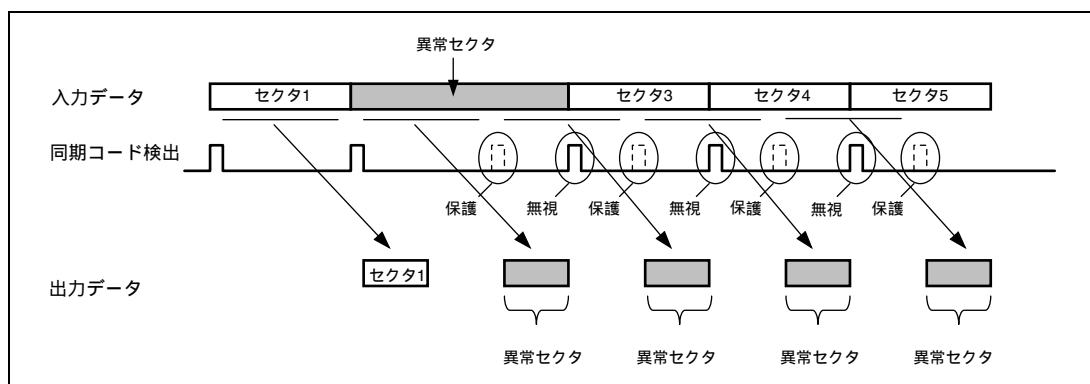 異常セクタ
入力データ セクタ1 セクタ3 セクタ4 セクタ5
同期コード検出
保護 無視 保護 無視 保護 無視 保護
出力データ セクタ1
異常セクタ 異常セクタ 異常セクタ 異常セクタ